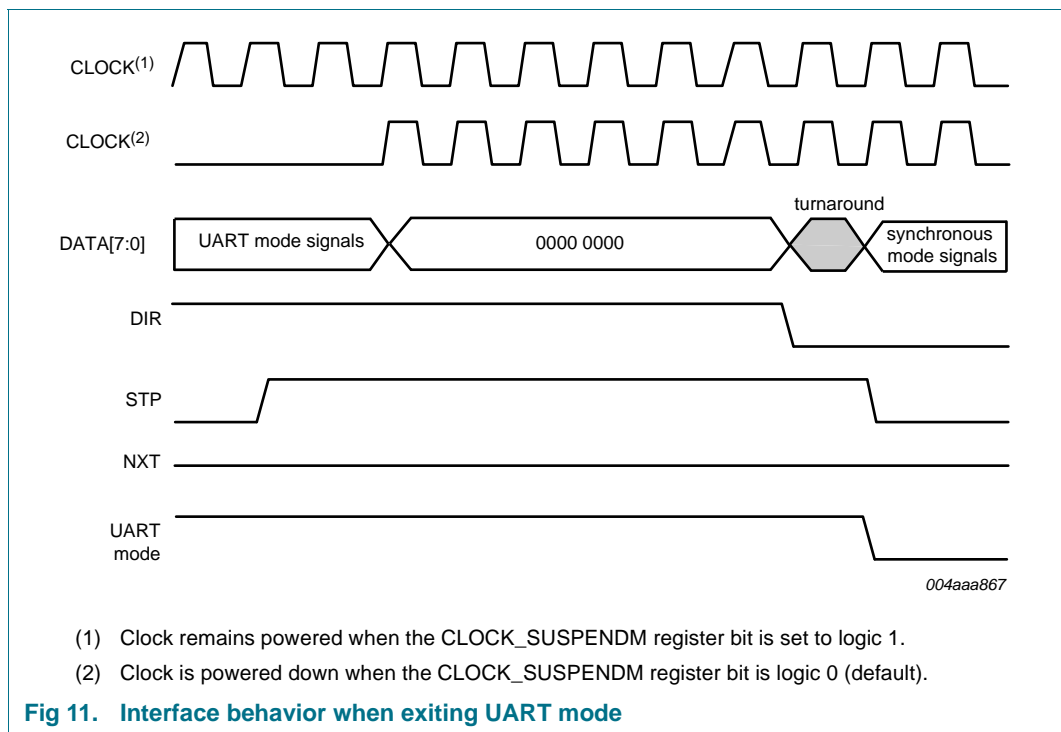 CLOCK(1)
CLOCK(2)
turnaround
DATA[7:0]
UART mode signals
0000 0000
synchronous
mode signals
DIR
STP
NXT
UART
mode
004aaa867
(1) Clock remains powered when the CLOCK_SUSPENDM register bit is set to logic 1.
(2) Clock is powered down when the CLOCK_SUSPENDM register bit is logic 0 (default).
Fig 11. Interface behavior when exiting UART mode